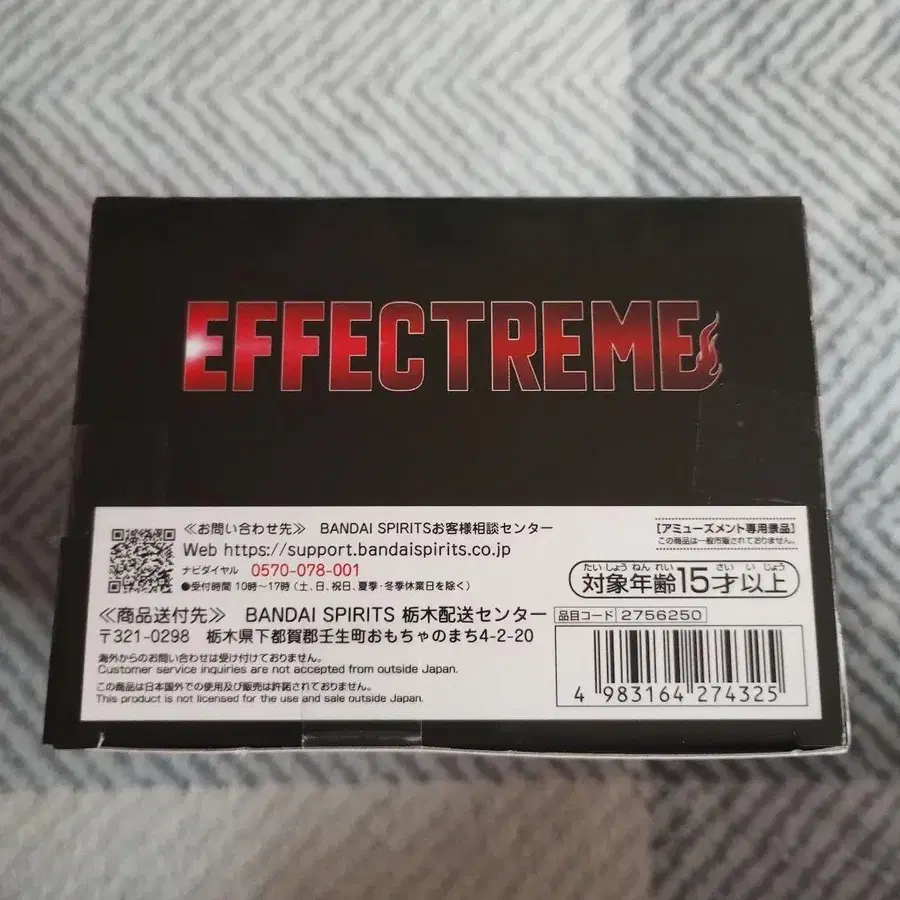 EFFECTREME
≪お問い合わせ先≫ BANDAI SPIRITSお客様相談センター
Web https://support.bandaispirits.co.jp
ナビダイヤル 0570-078-001
●受付時間 10時～17時(土、日、祝日、夏季・冬季休業日を除く)
≪商品送付先≫ BANDAI SPIRITS 栃木配送センター
〒321-0298 栃木県下都賀郡壬生町おもちゃのまち4-2-20
海外からのお問い合わせは受け付けておりません。
Customer service inquiries are not accepted from outside Japan.
この商品は日本国外での使用及び販売は許諾されておりません。
This product is not licensed for the use and sale outside Japan.
【アミューズメント専用景品】
この商品は一般市販されておりません。
たいしょうねんれい さいいじょう
対象年齢15才以上
品目コード 2756250
4 983164 274325